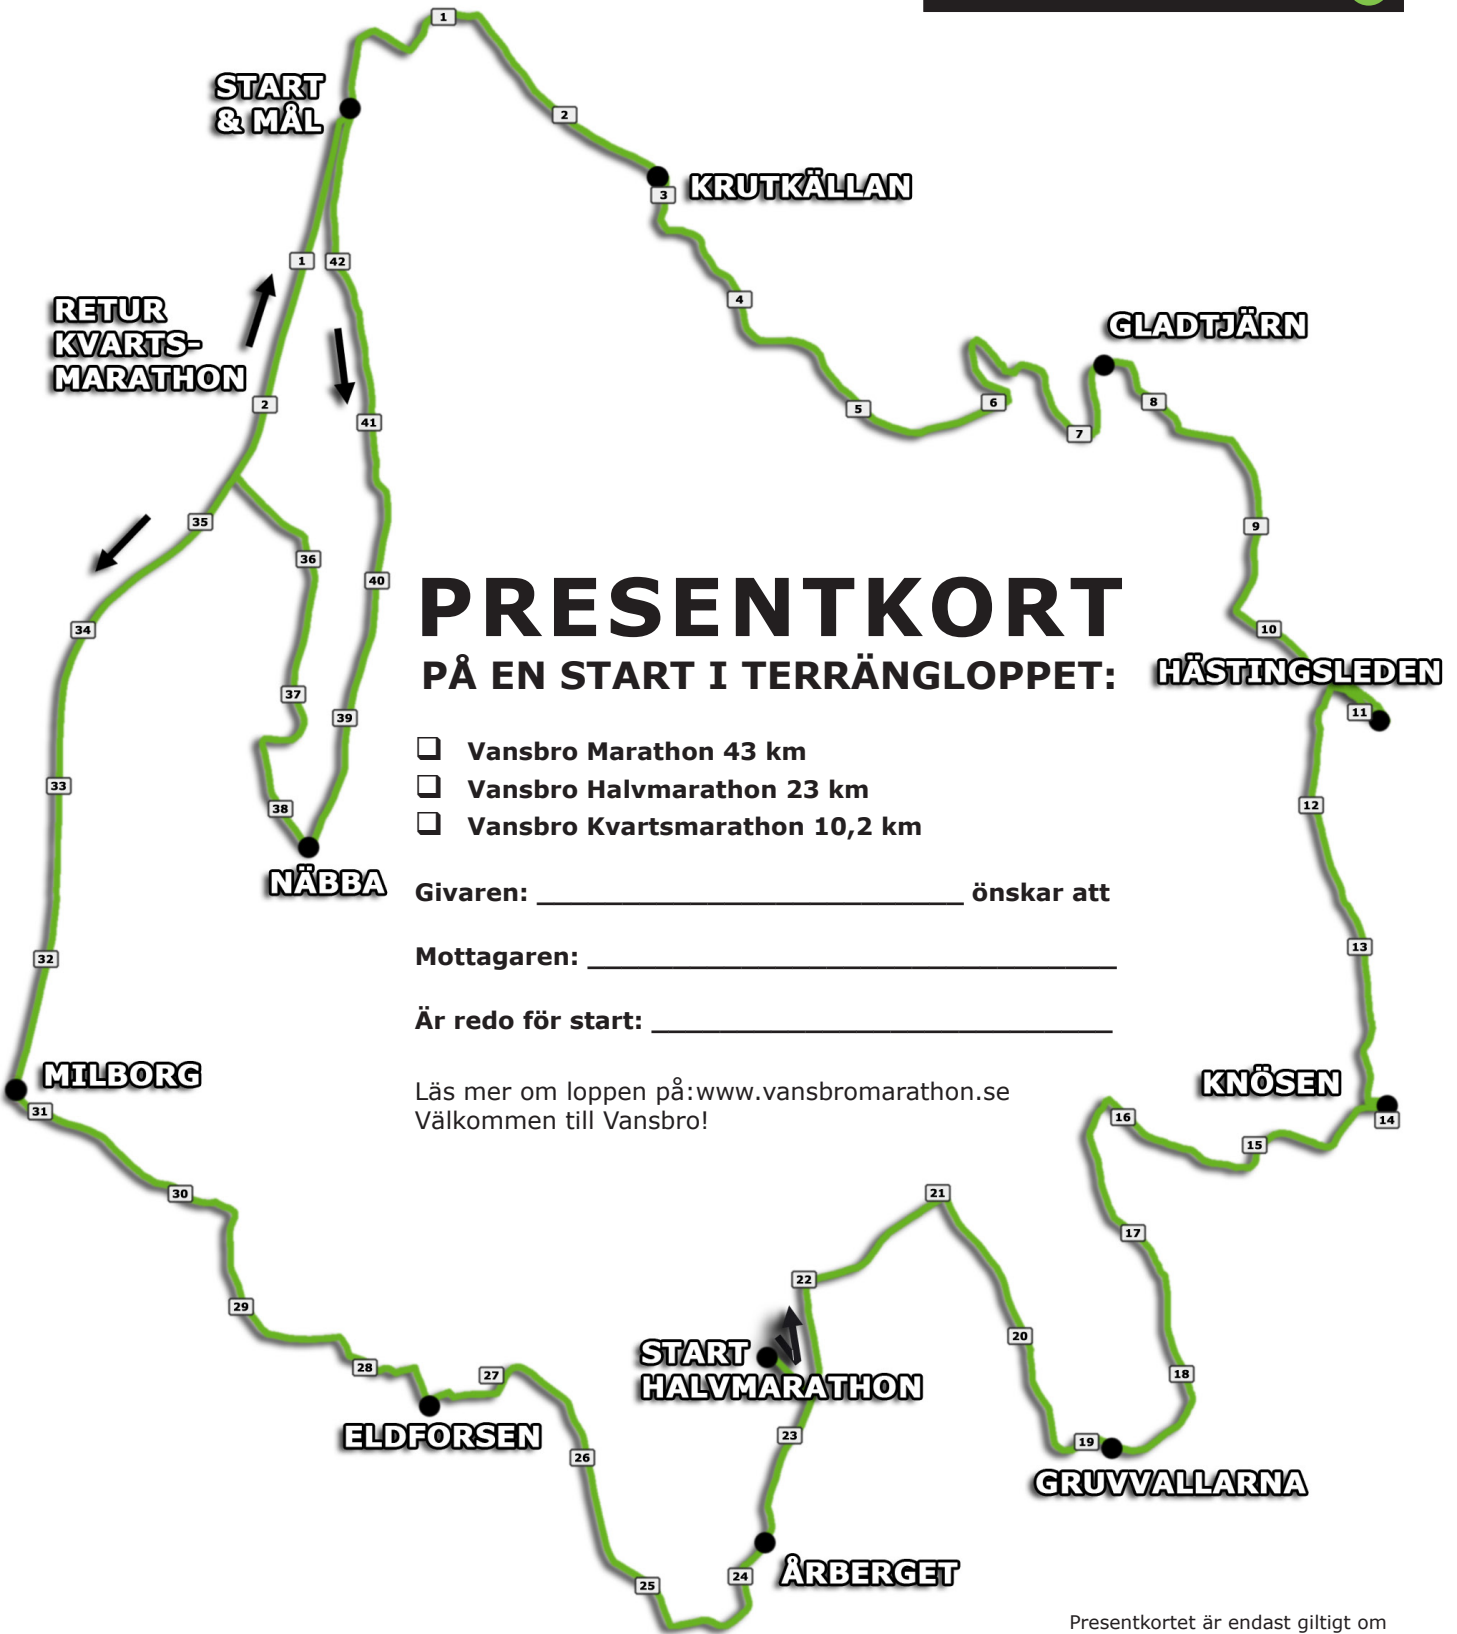 1
START
& MÅL
2
KRUTKÄLLAN
3
1
42
RETUR
KVARTS-
MARATHON
4
GLADTJÄRN
2
41
5
6
7
8
35
36
9
40
34
10
PRESENTKORT
PÅ EN START I TERRÄNGLOPPET:
HÄSTINGSLEDEN
37
39
11
33
38
12
❑ Vansbro Marathon 43 km
❑ Vansbro Halvmarathon 23 km
❑ Vansbro Kvartsmarathon 10,2 km
NÄBBA
Givaren: ____________________________ önskar att
32
Mottagaren: ____________________________
13
Är redo för start: ____________________________
MILBORG
31
Läs mer om loppen på:www.vansbromarathon.se
Välkommen till Vansbro!
KNÖSEN
14
16
15
30
21
17
29
22
20
START
HALVMARATHON
28
27
18
ELDFORSEN
26
23
19
GRUVVALLARNA
ÅRBERGET
25
24
Presentkortet är endast giltigt om